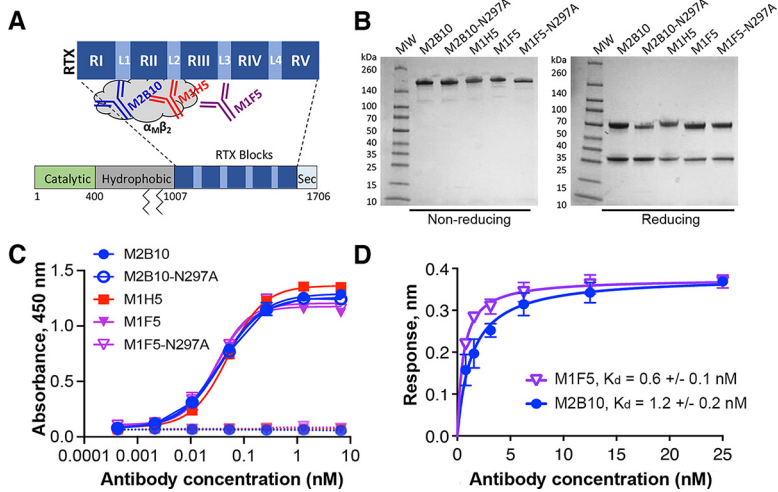 A
RTX
RI
L1
RII
L2
RIII
L3
RIV
L4
RV
M2B10
M1H5
M1F5
αMβ2
RTX Blocks
Catalytic
Hydrophobic
Sec
1
400
1007
1706
B
MW
M2B10
M2B10-N297A
M1H5
M1F5
M1F5-N297A
kDa
260
140
100
70
50
40
35
25
15
10
Non-reducing
MW
M2B10
M2B10-N297A
M1H5
M1F5
M1F5-N297A
kDa
260
140
100
70
50
40
35
25
15
10
Reducing
C
M2B10
M2B10-N297A
M1H5
M1F5
M1F5-N297A
Absorbance, 450 nm
1.5
1.0
0.5
0.0
0.0001
0.001
0.01
0.1
1
10
Antibody concentration (nM)
D
Response, nm
0.4
0.3
0.2
0.1
0.0
0
5
10
15
20
25
M1F5, Kd = 0.6 +/- 0.1 nM
M2B10, Kd = 1.2 +/- 0.2 nM
Antibody concentration (nM)